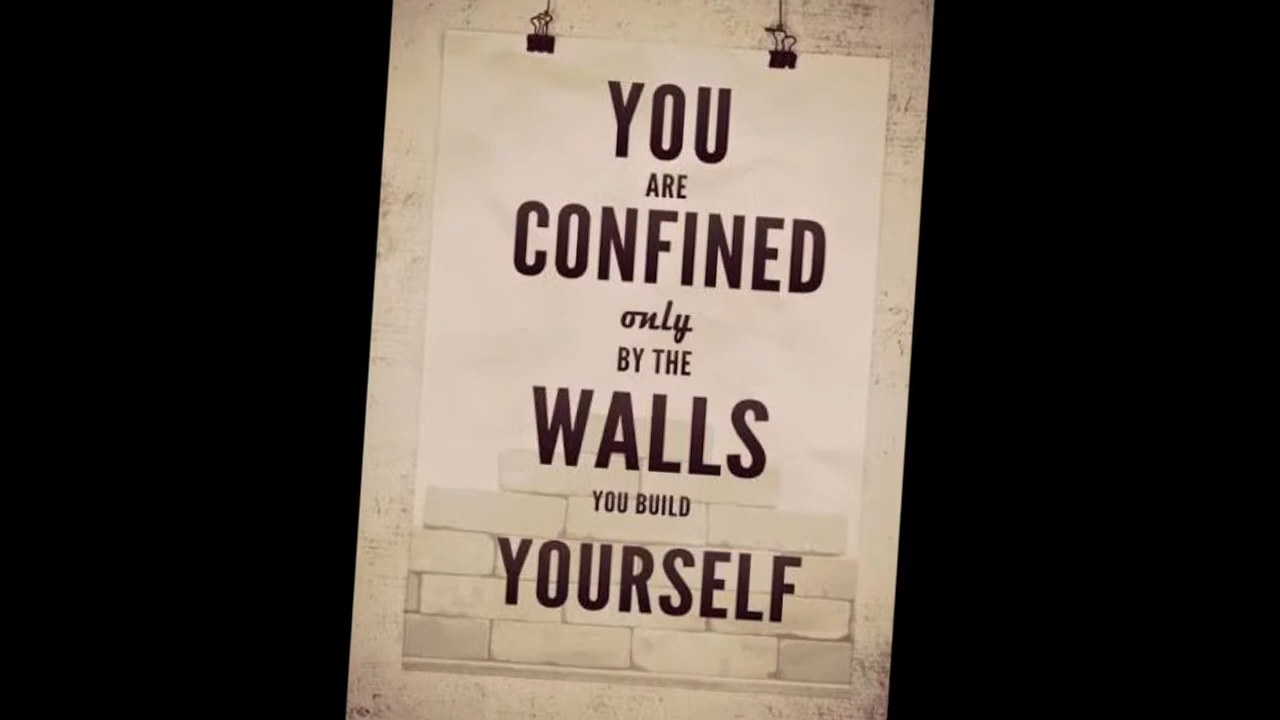 YOU
ARE
CONFINED
only
BY THE
WALLS
YOU BUILD
YOURSELF